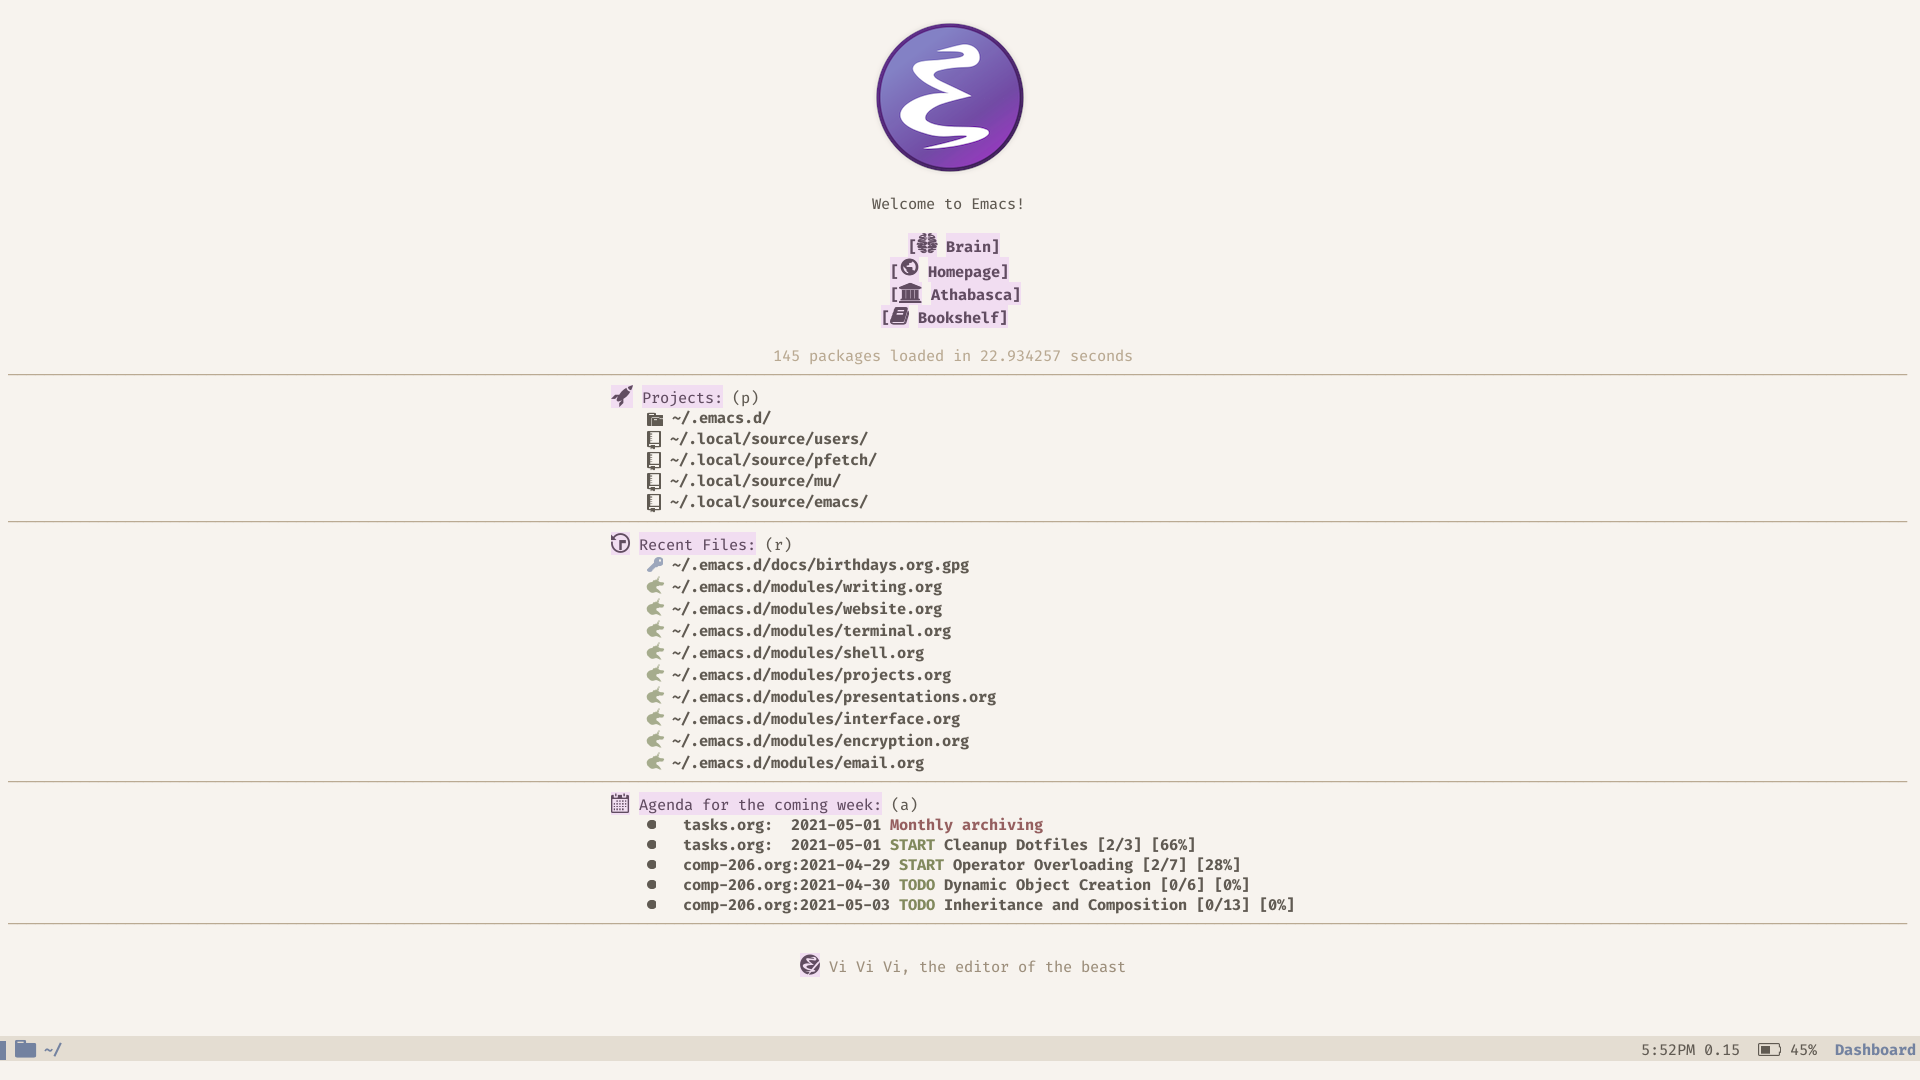 Welcome to Emacs!
[ Brain]
[ Homepage]
[ Athabasca]
[ Bookshelf]
145 packages loaded in 22.934257 seconds
Projects: (p)
~/.emacs.d/
~/.local/source/users/
~/.local/source/pfetch/
~/.local/source/mu/
~/.local/source/emacs/
Recent Files: (r)
~/.emacs.d/docs/birthdays.org.gpg
~/.emacs.d/modules/writing.org
~/.emacs.d/modules/website.org
~/.emacs.d/modules/terminal.org
~/.emacs.d/modules/shell.org
~/.emacs.d/modules/projects.org
~/.emacs.d/modules/presentations.org
~/.emacs.d/modules/interface.org
~/.emacs.d/modules/encryption.org
~/.emacs.d/modules/email.org
Agenda for the coming week: (a)
tasks.org:  2021-05-01 Monthly archiving
tasks.org:  2021-05-01 START Cleanup Dotfiles [2/3] [66%]
comp-206.org:2021-04-29 START Operator Overloading [2/7] [28%]
comp-206.org:2021-04-30 TODO Dynamic Object Creation [0/6] [0%]
comp-206.org:2021-05-03 TODO Inheritance and Composition [0/13] [0%]
Vi Vi Vi, the editor of the beast
~/ 5:52PM 0.15 45% Dashboard